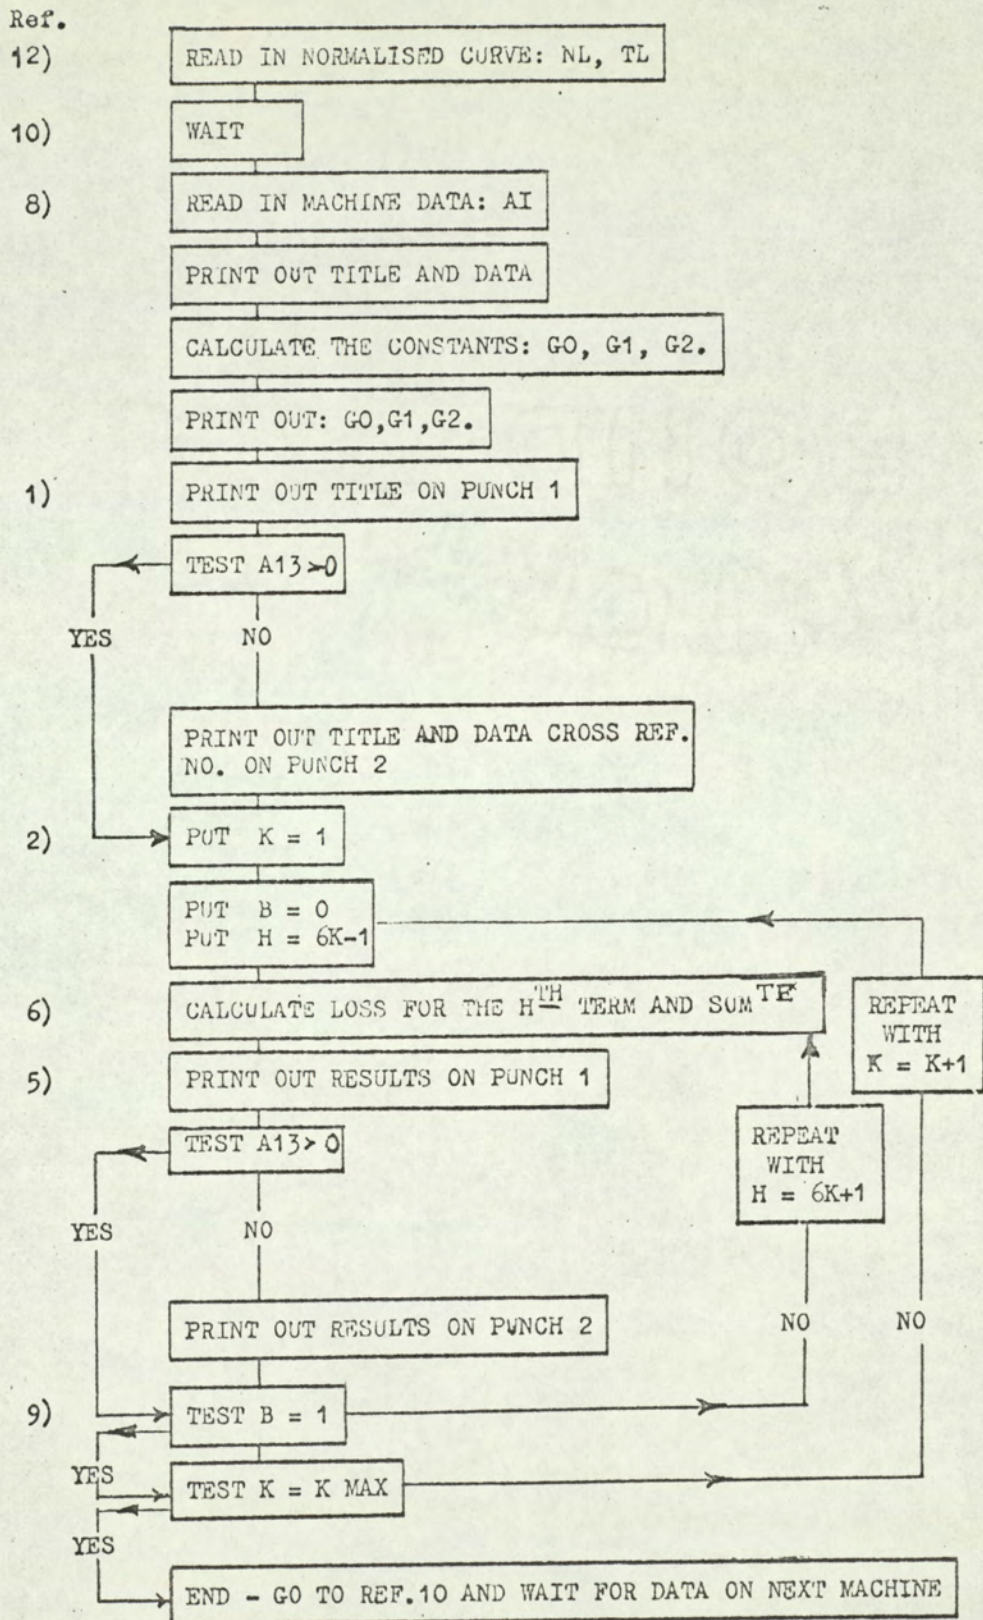 Ref.
12) READ IN NORMALISED CURVE: NL, TL
10) WAIT
8) READ IN MACHINE DATA: AI
PRINT OUT TITLE AND DATA
CALCULATE THE CONSTANTS: GO, G1, G2.
PRINT OUT: GO,G1,G2.
1) PRINT OUT TITLE ON PUNCH 1
TEST A13>0
YES NO
PRINT OUT TITLE AND DATA CROSS REF.
NO. ON PUNCH 2
2) PUT K = 1
PUT B = 0
PUT H = 6K-1
6) CALCULATE LOSS FOR THE H TH TERM AND SUM TE
REPEAT
WITH
K = K+1
5) PRINT OUT RESULTS ON PUNCH 1
TEST A13>0
REPEAT
WITH
H = 6K+1
YES NO
PRINT OUT RESULTS ON PUNCH 2
NO NO
9) TEST B = 1
YES
TEST K = K MAX
YES
END - GO TO REF.10 AND WAIT FOR DATA ON NEXT MACHINE